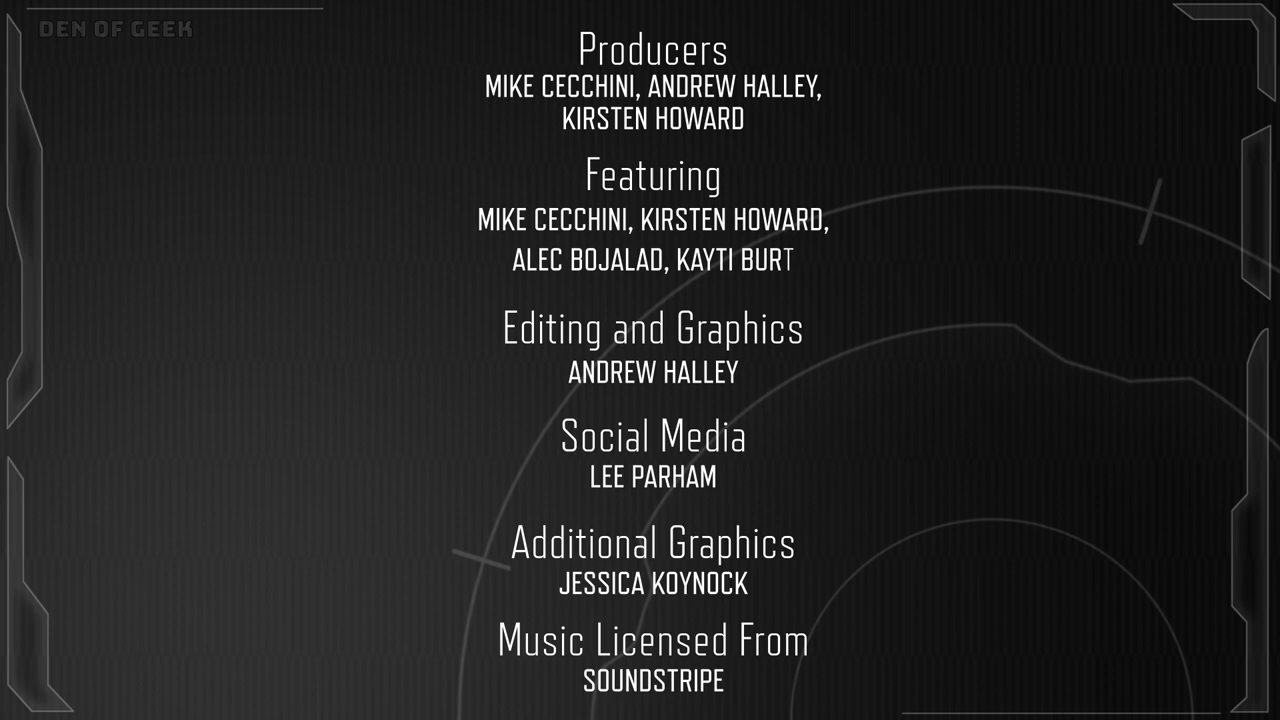 DEN OF GEEK
Producers
MIKE CECCHINI, ANDREW HALLEY,
KIRSTEN HOWARD
Featuring
MIKE CECCHINI, KIRSTEN HOWARD,
ALEC BOJALAD, KAYTI BURT
Editing and Graphics
ANDREW HALLEY
Social Media
LEE PARHAM
Additional Graphics
JESSICA KOYNOCK
Music Licensed From
SOUNDSTRIPE